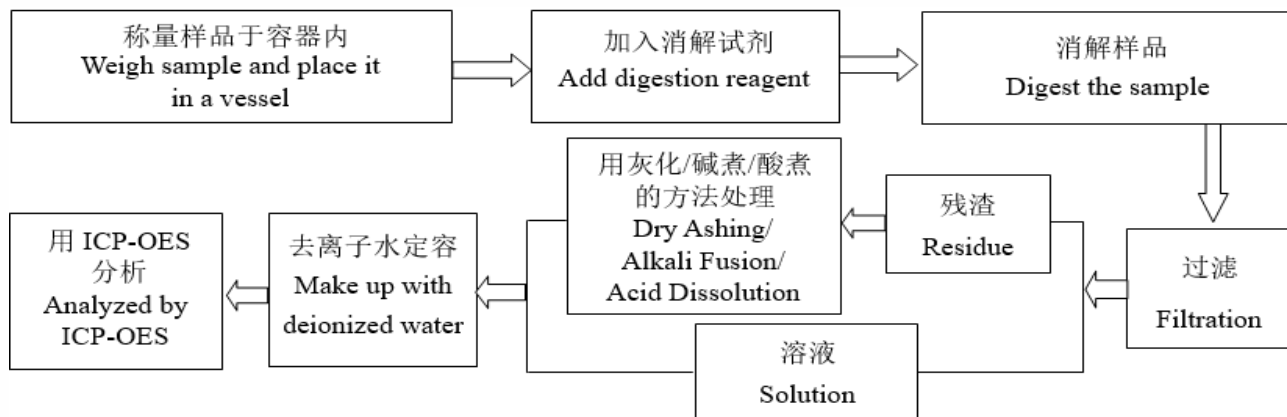 称量样品于容器内
Weigh sample and place it
in a vessel
加入消解试剂
Add digestion reagent
消解样品
Digest the sample
过滤
Filtration
残渣
Residue
用灰化/碱煮/酸煮
的方法处理
Dry Ashing/
Alkali Fusion/
Acid Dissolution
溶液
Solution
去离子水定容
Make up with
deionized water
用 ICP-OES
分析
Analyzed by
ICP-OES